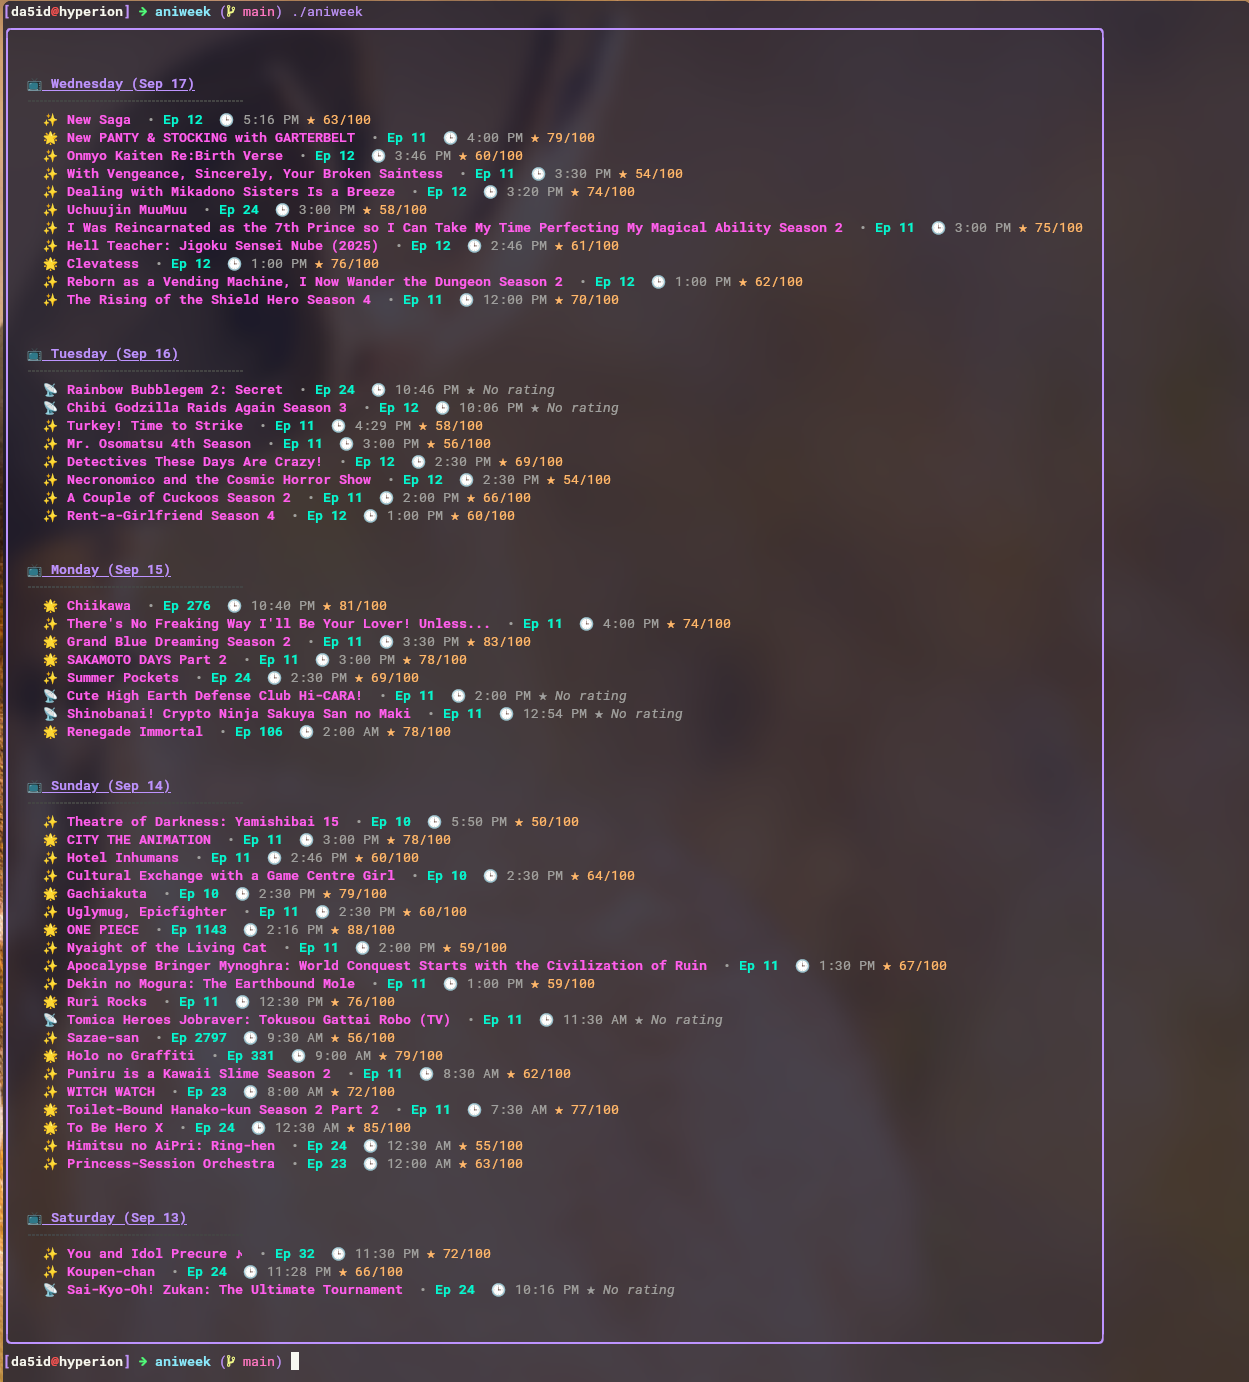 [da5id@hyperion] → aniweek (main) ./aniweek
📺 Wednesday (Sep 17)
✨ New Saga • Ep 12 🕒 5:16 PM ★ 63/100
🌟 New PANTY & STOCKING with GARTERBELT • Ep 11 🕒 4:00 PM ★ 79/100
✨ Onmyo Kaiten Re:Birth Verse • Ep 12 🕒 3:46 PM ★ 60/100
✨ With Vengeance, Sincerely, Your Broken Saintess • Ep 11 🕒 3:30 PM ★ 54/100
✨ Dealing with Mikadono Sisters Is a Breeze • Ep 12 🕒 3:20 PM ★ 74/100
✨ Uchuujin MuuMuu • Ep 24 🕒 3:00 PM ★ 58/100
✨ I Was Reincarnated as the 7th Prince so I Can Take My Time Perfecting My Magical Ability Season 2 • Ep 11 🕒 3:00 PM ★ 75/100
✨ Hell Teacher: Jigoku Sensei Nube (2025) • Ep 12 🕒 2:46 PM ★ 61/100
🌟 Clevatess • Ep 12 🕒 1:00 PM ★ 76/100
✨ Reborn as a Vending Machine, I Now Wander the Dungeon Season 2 • Ep 12 🕒 1:00 PM ★ 62/100
✨ The Rising of the Shield Hero Season 4 • Ep 11 🕒 12:00 PM ★ 70/100
📺 Tuesday (Sep 16)
📡 Rainbow Bubblegem 2: Secret • Ep 24 🕒 10:46 PM ★ No rating
📡 Chibi Godzilla Raids Again Season 3 • Ep 12 🕒 10:06 PM ★ No rating
✨ Turkey! Time to Strike • Ep 11 🕒 4:29 PM ★ 58/100
✨ Mr. Osomatsu 4th Season • Ep 11 🕒 3:00 PM ★ 56/100
✨ Detectives These Days Are Crazy! • Ep 12 🕒 2:30 PM ★ 69/100
✨ Necronomico and the Cosmic Horror Show • Ep 12 🕒 2:30 PM ★ 54/100
✨ A Couple of Cuckoos Season 2 • Ep 11 🕒 2:00 PM ★ 66/100
✨ Rent-a-Girlfriend Season 4 • Ep 12 🕒 1:00 PM ★ 60/100
📺 Monday (Sep 15)
🌟 Chiikawa • Ep 276 🕒 10:40 PM ★ 81/100
✨ There's No Freaking Way I'll Be Your Lover! Unless... • Ep 11 🕒 4:00 PM ★ 74/100
🌟 Grand Blue Dreaming Season 2 • Ep 11 🕒 3:30 PM ★ 83/100
🌟 SAKAMOTO DAYS Part 2 • Ep 11 🕒 3:00 PM ★ 78/100
✨ Summer Pockets • Ep 24 🕒 2:30 PM ★ 69/100
📡 Cute High Earth Defense Club Hi-CARA! • Ep 11 🕒 2:00 PM ★ No rating
📡 Shinobanai! Crypto Ninja Sakuya San no Maki • Ep 11 🕒 12:54 PM ★ No rating
🌟 Renegade Immortal • Ep 106 🕒 2:00 AM ★ 78/100
📺 Sunday (Sep 14)
✨ Theatre of Darkness: Yamishibai 15 • Ep 10 🕒 5:50 PM ★ 50/100
🌟 CITY THE ANIMATION • Ep 11 🕒 3:00 PM ★ 78/100
✨ Hotel Inhumans • Ep 11 🕒 2:46 PM ★ 60/100
✨ Cultural Exchange with a Game Centre Girl • Ep 10 🕒 2:30 PM ★ 64/100
🌟 Gachiakuta • Ep 10 🕒 2:30 PM ★ 79/100
✨ Uglymug, Epicfighter • Ep 11 🕒 2:30 PM ★ 60/100
🌟 ONE PIECE • Ep 1143 🕒 2:16 PM ★ 88/100
✨ Nyaight of the Living Cat • Ep 11 🕒 2:00 PM ★ 59/100
✨ Apocalypse Bringer Mynoghra: World Conquest Starts with the Civilization of Ruin • Ep 11 🕒 1:30 PM ★ 67/100
✨ Dekin no Mogura: The Earthbound Mole • Ep 11 🕒 1:00 PM ★ 59/100
🌟 Ruri Rocks • Ep 11 🕒 12:30 PM ★ 76/100
📡 Tomica Heroes Jobraver: Tokusou Gattai Robo (TV) • Ep 11 🕒 11:30 AM ★ No rating
✨ Sazae-san • Ep 2797 🕒 9:30 AM ★ 56/100
🌟 Holo no Graffiti • Ep 331 🕒 9:00 AM ★ 79/100
✨ Puniru is a Kawaii Slime Season 2 • Ep 11 🕒 8:30 AM ★ 62/100
✨ WITCH WATCH • Ep 23 🕒 8:00 AM ★ 72/100
🌟 Toilet-Bound Hanako-kun Season 2 Part 2 • Ep 11 🕒 7:30 AM ★ 77/100
🌟 To Be Hero X • Ep 24 🕒 12:30 AM ★ 85/100
✨ Himitsu no AiPri: Ring-hen • Ep 24 🕒 12:30 AM ★ 55/100
✨ Princess-Session Orchestra • Ep 23 🕒 12:00 AM ★ 63/100
📺 Saturday (Sep 13)
✨ You and Idol Precure ♪ • Ep 32 🕒 11:30 PM ★ 72/100
✨ Koupen-chan • Ep 24 🕒 11:28 PM ★ 66/100
📡 Sai-Kyo-Oh! Zukan: The Ultimate Tournament • Ep 24 🕒 10:16 PM ★ No rating
[da5id@hyperion] → aniweek (main)